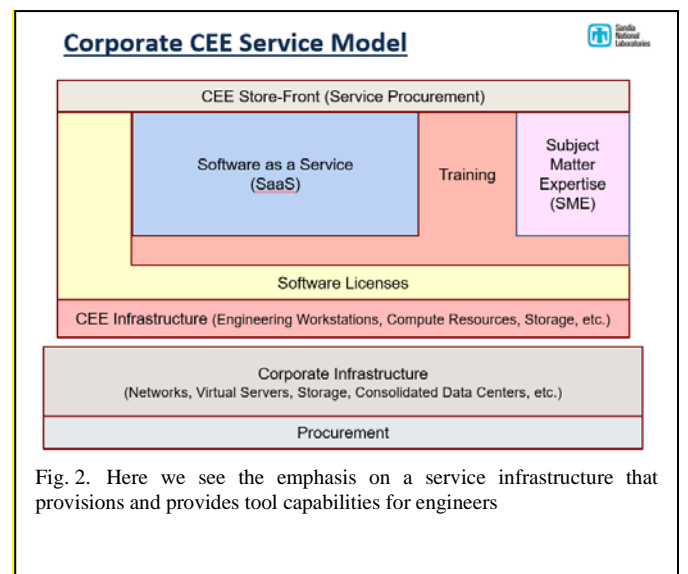 Corporate CEE Service Model
Sandia
National
Laboratories
CEE Store-Front (Service Procurement)
Software as a Service
(SaaS)
Training
Subject
Matter
Expertise
(SME)
Software Licenses
CEE Infrastructure (Engineering Workstations, Compute Resources, Storage, etc.)
Corporate Infrastructure
(Networks, Virtual Servers, Storage, Consolidated Data Centers, etc.)
Procurement
Fig. 2. Here we see the emphasis on a service infrastructure that
provisions and provides tool capabilities for engineers